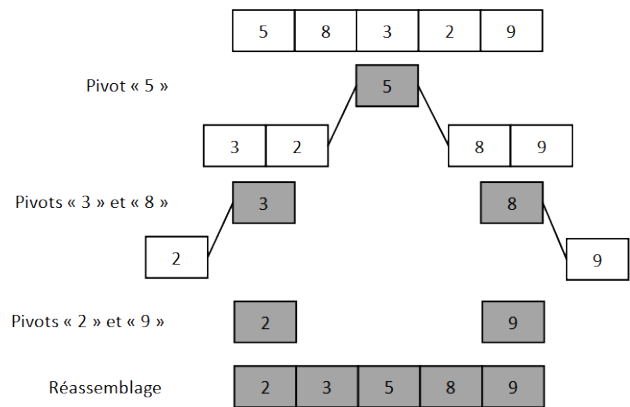 5 8 3 2 9
Pivot « 5 » 5
3 2 8 9
Pivots « 3 » et « 8 » 3 8
2 9
Pivots « 2 » et « 9 » 2 9
Réassemblage 2 3 5 8 9